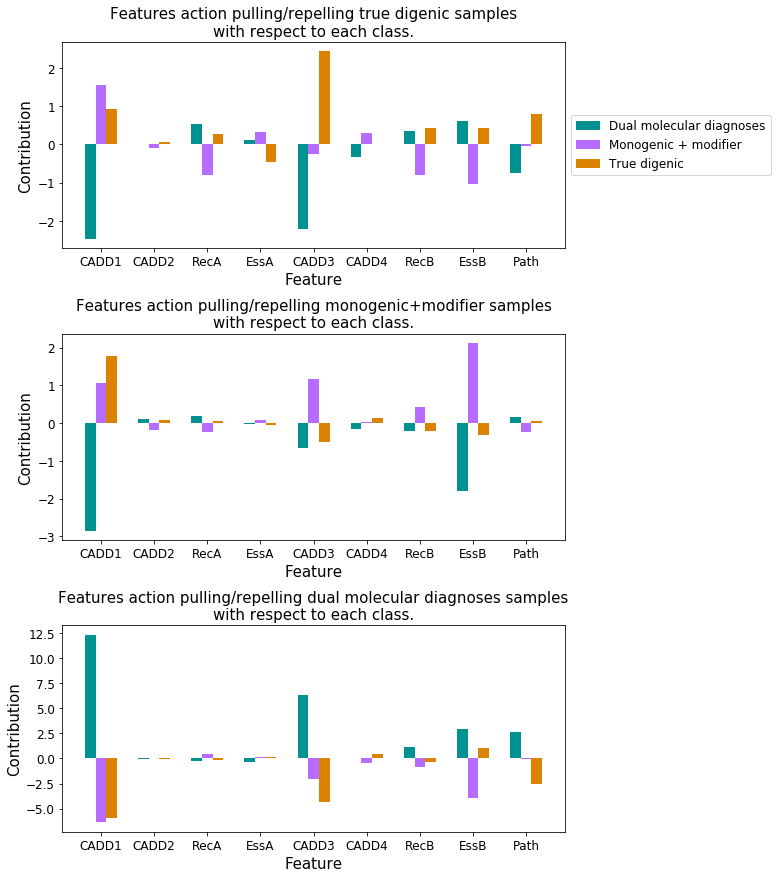 Features action pulling/repelling true digenic samples
with respect to each class.
2
1
0
−1
−2
Contribution
CADD1 CADD2 RecA EssA CADD3 CADD4 RecB EssB Path
Feature
Dual molecular diagnoses
Monogenic + modifier
True digenic
Features action pulling/repelling monogenic+modifier samples
with respect to each class.
2
1
0
−1
−2
−3
Contribution
CADD1 CADD2 RecA EssA CADD3 CADD4 RecB EssB Path
Feature
Features action pulling/repelling dual molecular diagnoses samples
with respect to each class.
12.5
10.0
7.5
5.0
2.5
0.0
−2.5
−5.0
Contribution
CADD1 CADD2 RecA EssA CADD3 CADD4 RecB EssB Path
Feature